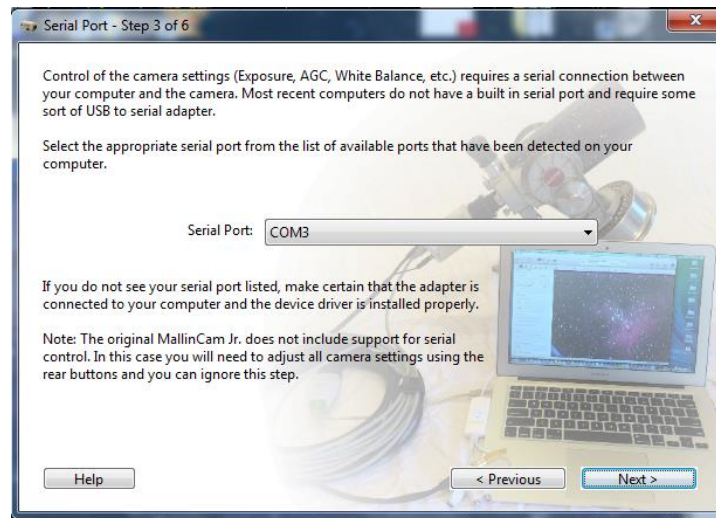 Serial Port - Step 3 of 6
Control of the camera settings (Exposure, AGC, White Balance, etc.) requires a serial connection between
your computer and the camera. Most recent computers do not have a built in serial port and require some
sort of USB to serial adapter.
Select the appropriate serial port from the list of available ports that have been detected on your
computer.
Serial Port: COM3
If you do not see your serial port listed, make certain that the adapter is
connected to your computer and the device driver is installed properly.
Note: The original MallinCam Jr. does not include support for serial
control. In this case you will need to adjust all camera settings using the
rear buttons and you can ignore this step.
Help < Previous Next >